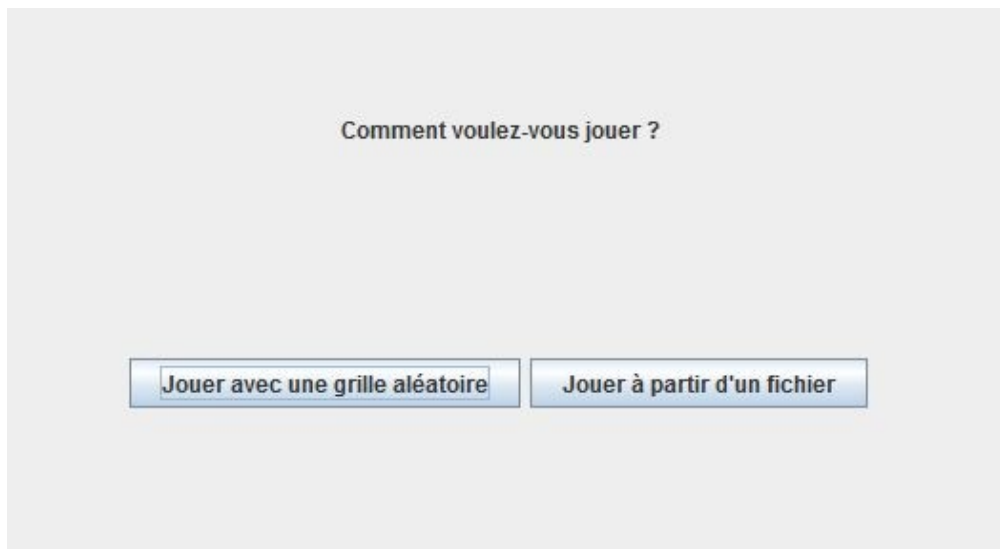 Comment voulez-vous jouer ?
Jouer avec une grille aléatoire
Jouer à partir d'un fichier